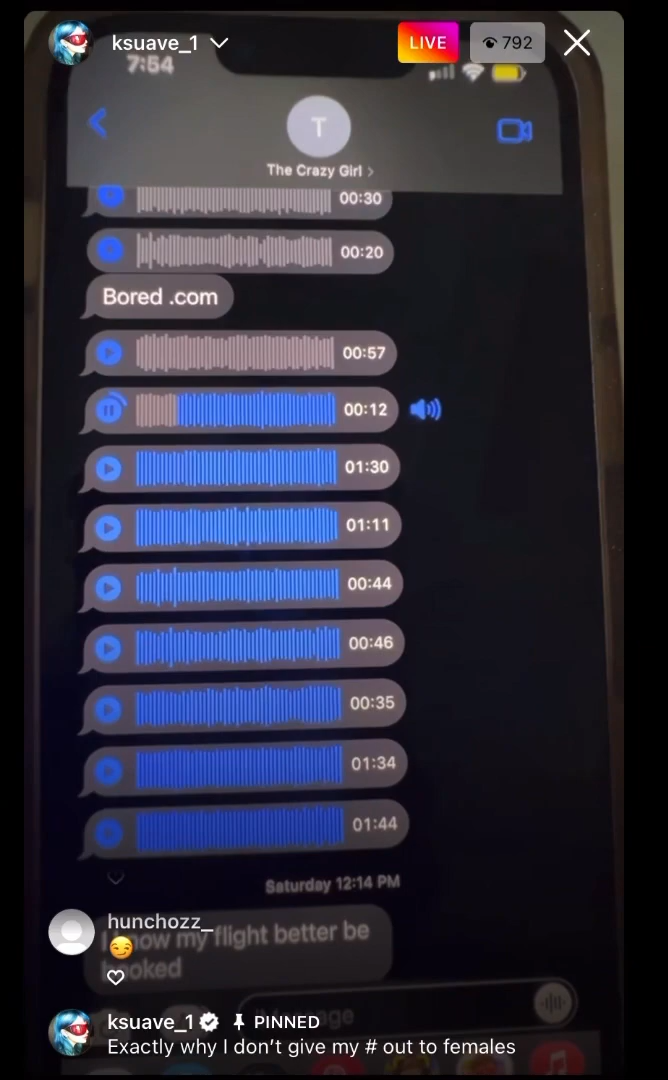 ksuave_1
LIVE
792
7:54
T
The Crazy Girl
00:30
00:20
Bored .com
00:57
00:12
01:30
01:11
00:44
00:46
00:35
01:34
01:44
Saturday 12:14 PM
hunchozz_
know my flight better be
ksuave_1 PINNED
Exactly why I don't give my # out to females